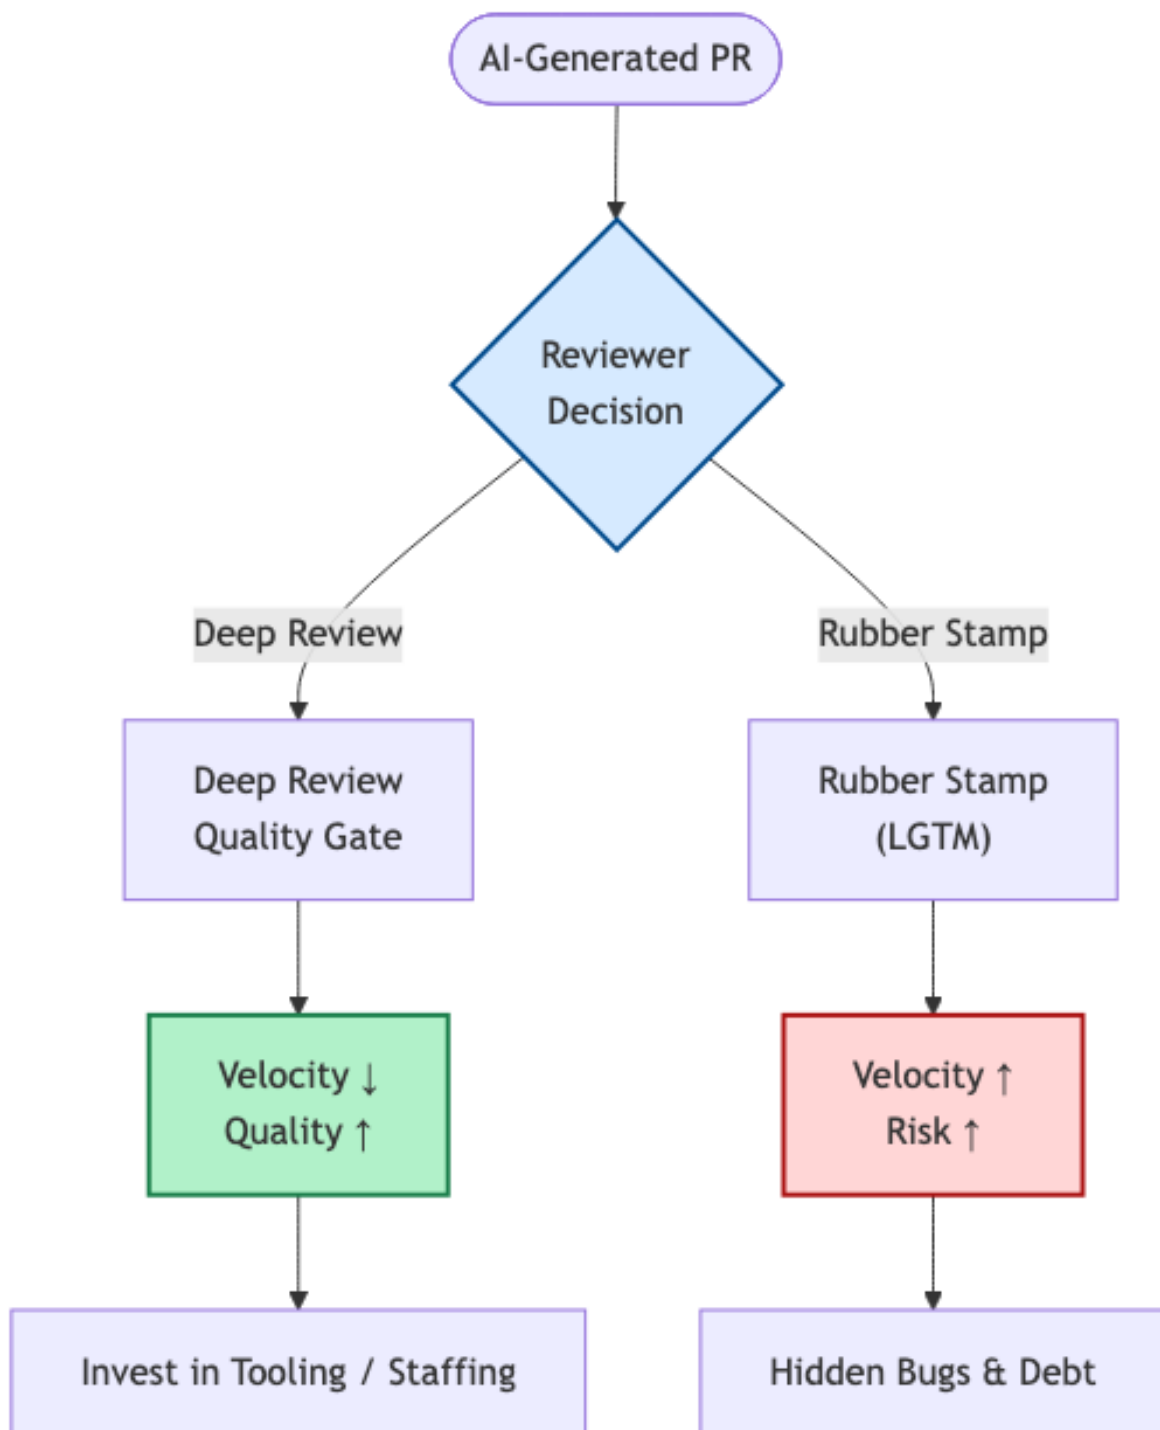 AI-Generated PR
Reviewer
Decision
Deep Review
Rubber Stamp
Deep Review
Quality Gate
Rubber Stamp
(LGTM)
Velocity ↓
Quality ↑
Velocity ↑
Risk ↑
Invest in Tooling / Staffing
Hidden Bugs & Debt